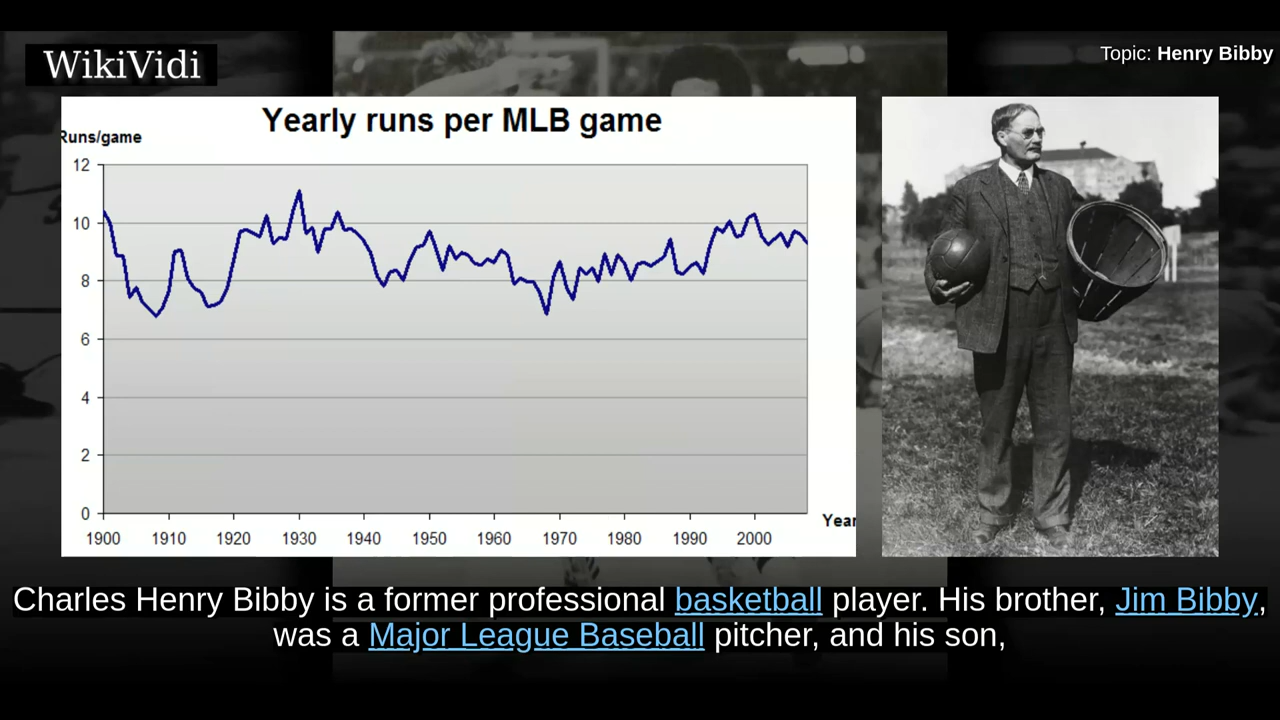 WikiVidi
Topic: Henry Bibby
Yearly runs per MLB game
Runs/game
12
10
8
6
4
2
0
1900 1910 1920 1930 1940 1950 1960 1970 1980 1990 2000
Year
Charles Henry Bibby is a former professional basketball player. His brother, Jim Bibby,
was a Major League Baseball pitcher, and his son,